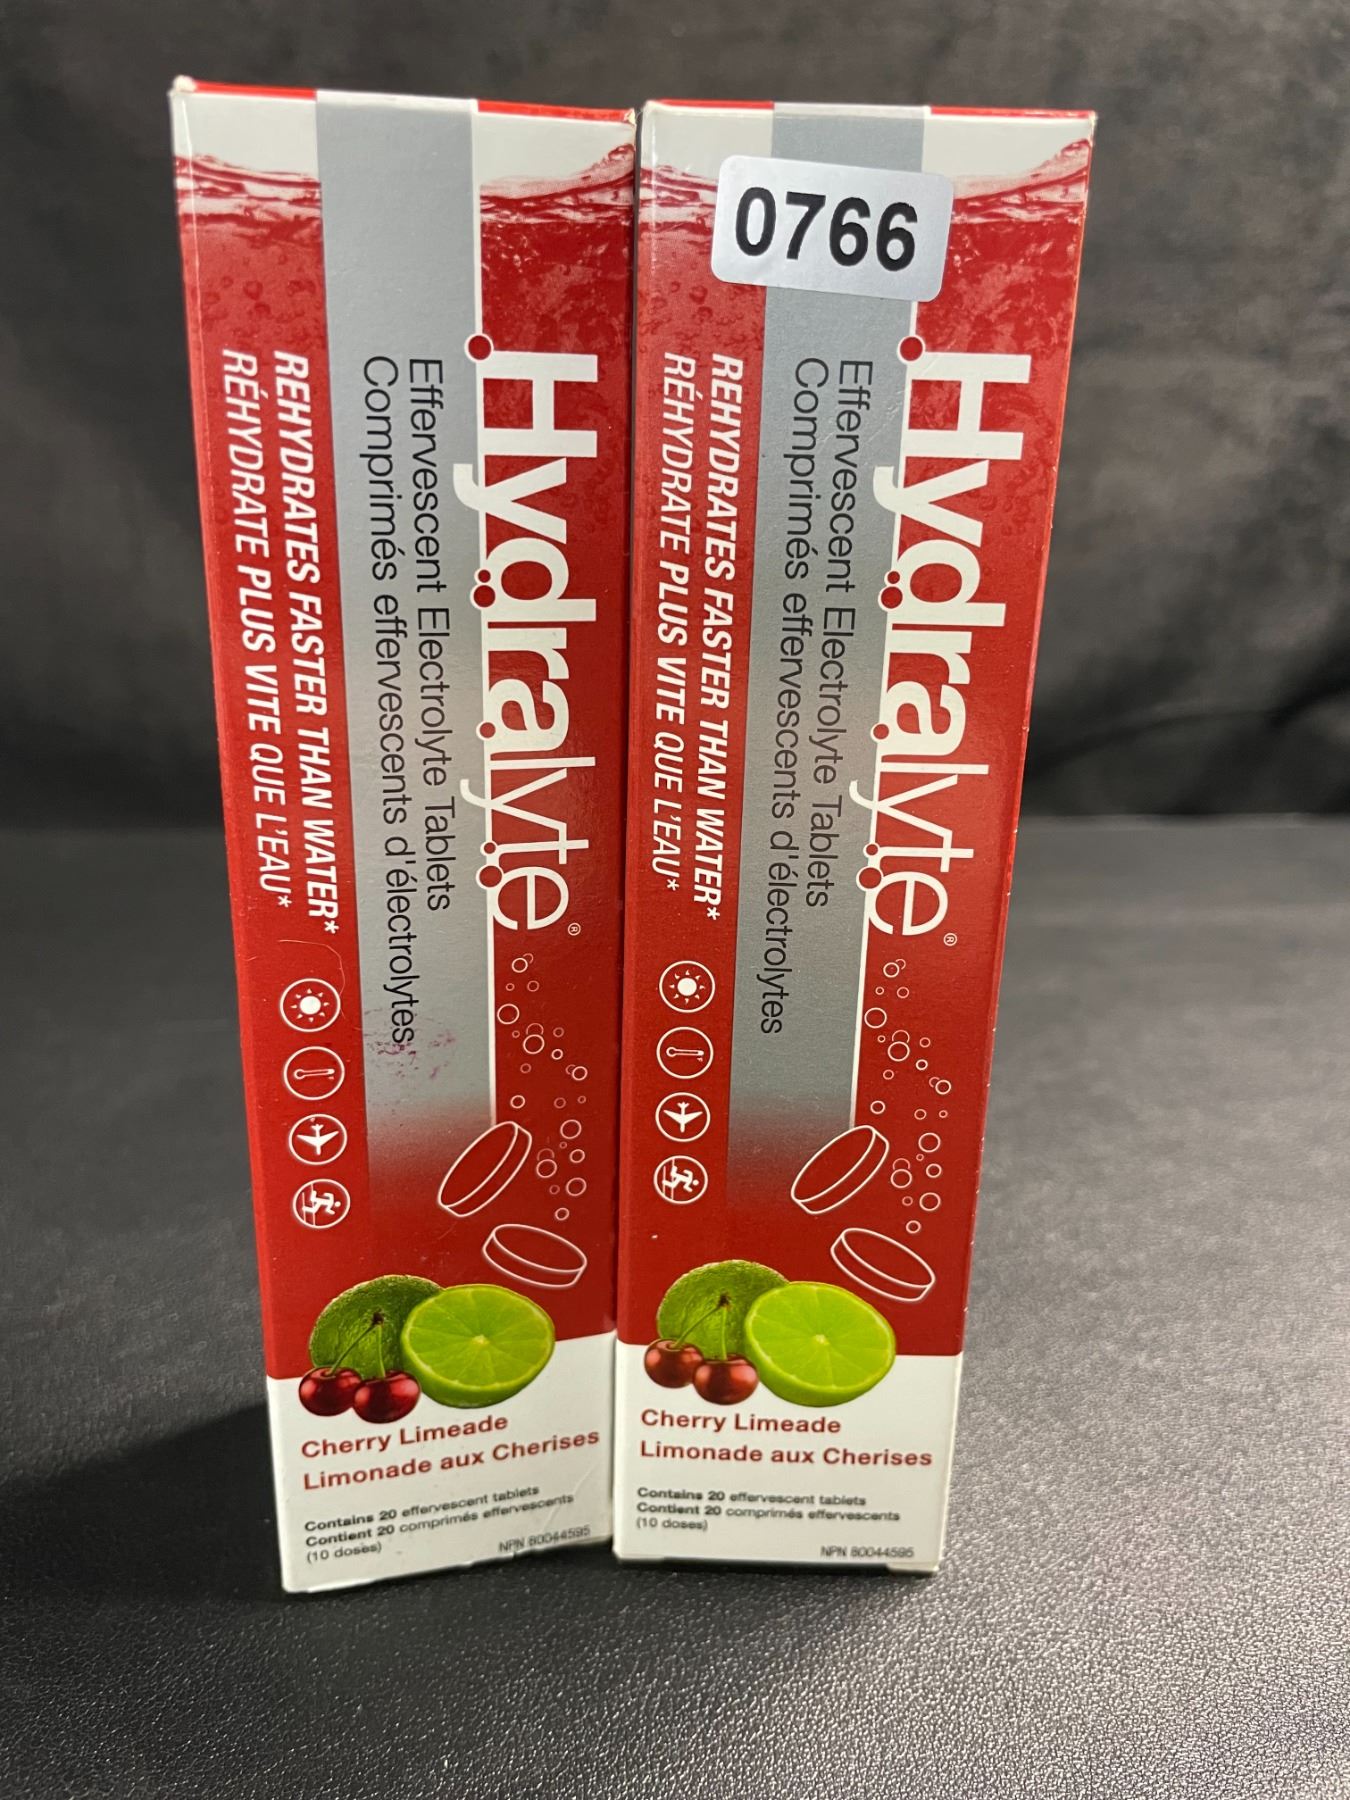 Hydralyte®
Effervescent Electrolyte Tablets
Comprimés effervescents d'électrolytes
REHYDRATES FASTER THAN WATER*
RÉHYDRATE PLUS VITE QUE L'EAU*
Cherry Limeade
Limonade aux Cherises
Contains 20 effervescent tablets
Contient 20 comprimés effervescents
(10 doses)
NPN 80044595
0766
Hydralyte®
Effervescent Electrolyte Tablets
Comprimés effervescents d'électrolytes
REHYDRATES FASTER THAN WATER*
RÉHYDRATE PLUS VITE QUE L'EAU*
Cherry Limeade
Limonade aux Cherises
Contains 20 effervescent tablets
Contient 20 comprimés effervescents
(10 doses)
NPN 80044595